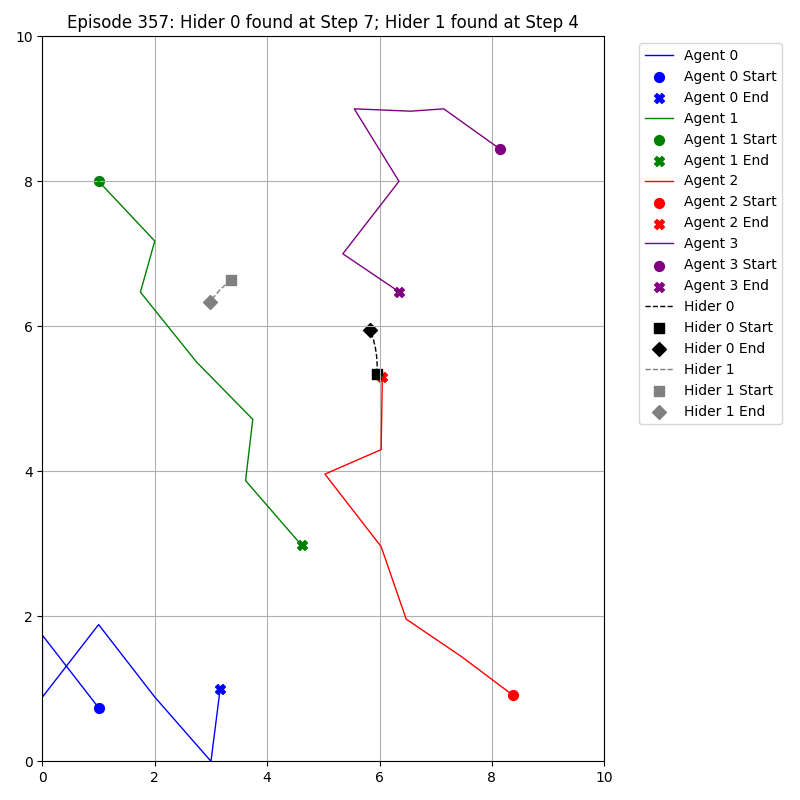 Episode 357: Hider 0 found at Step 7; Hider 1 found at Step 4
10
8
6
4
2
0
0 2 4 6 8 10
Agent 0
Agent 0 Start
Agent 0 End
Agent 1
Agent 1 Start
Agent 1 End
Agent 2
Agent 2 Start
Agent 2 End
Agent 3
Agent 3 Start
Agent 3 End
Hider 0
Hider 0 Start
Hider 0 End
Hider 1
Hider 1 Start
Hider 1 End